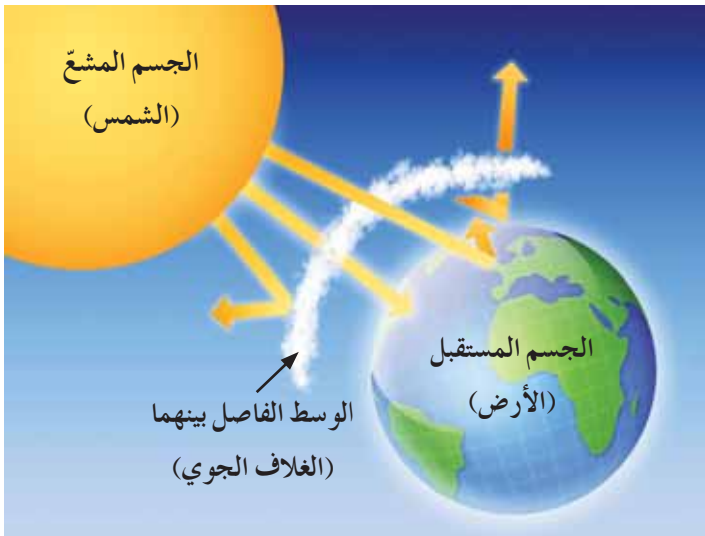 الجسم المشعّ
(الشمس)
الجسم المستقبل
(الأرض)
الوسط الفاصل بينهما
(الغلاف الجوي)